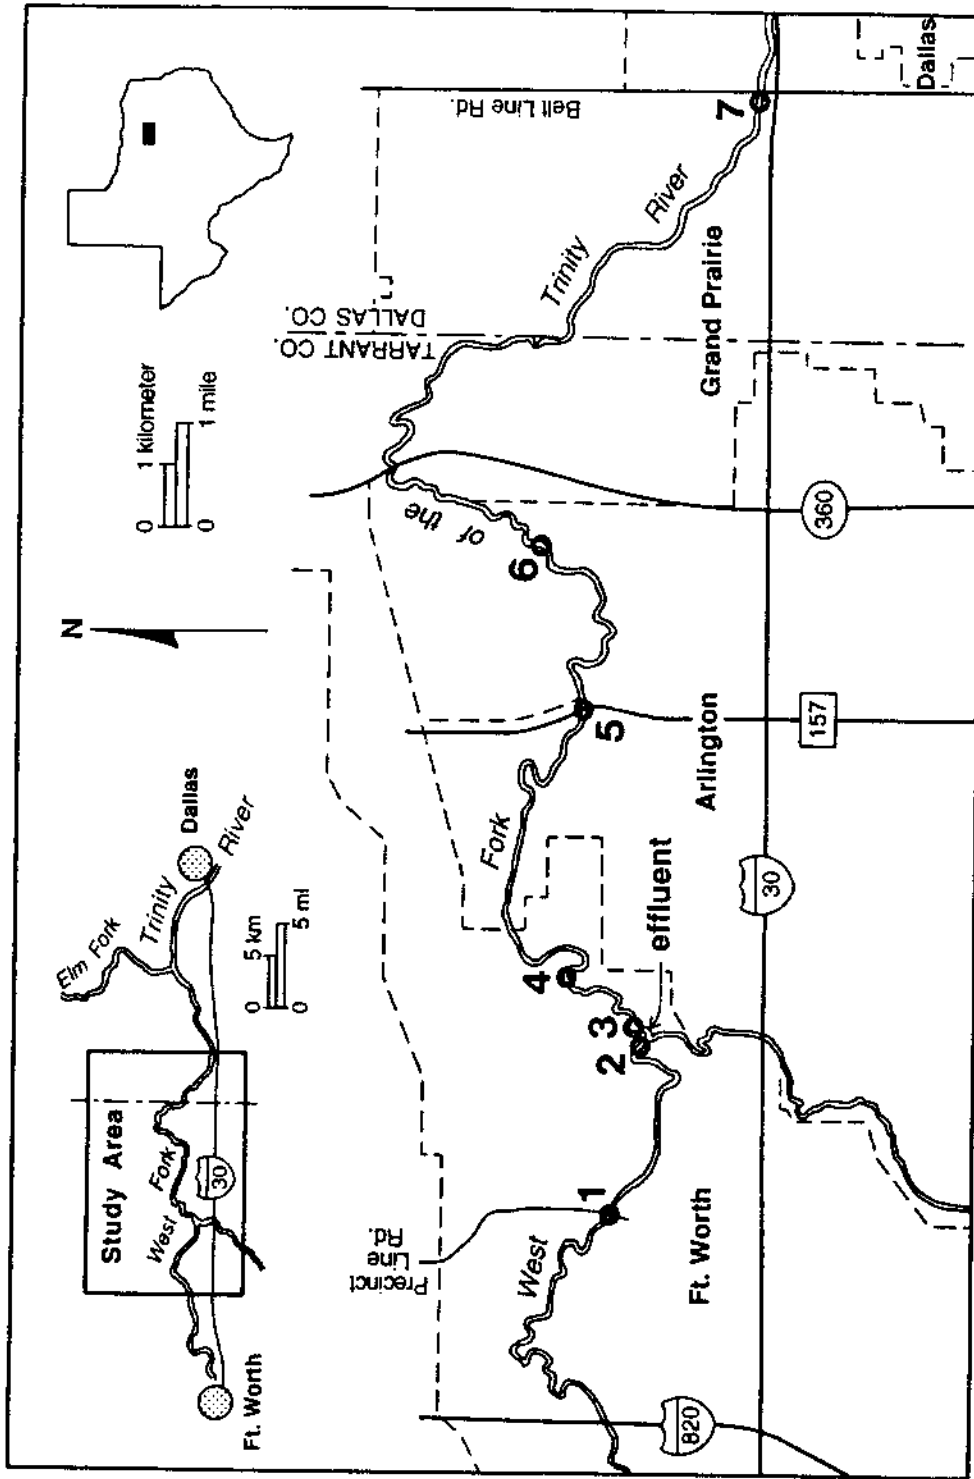 Study Area
West
Fork
30
Elm Fork
Trinity
River
Dallas
Ft. Worth
0 5 km
0 5 mi
N
0 1 kilometer
0 1 mile
TARRANT CO.
DALLAS CO.
Belt Line Rd.
Precinct
Line
Rd.
West
Fork
of the
Trinity
River
1
2
3
4
5
6
7
effluent
Ft. Worth
Arlington
Grand Prairie
Dallas
820
30
157
360